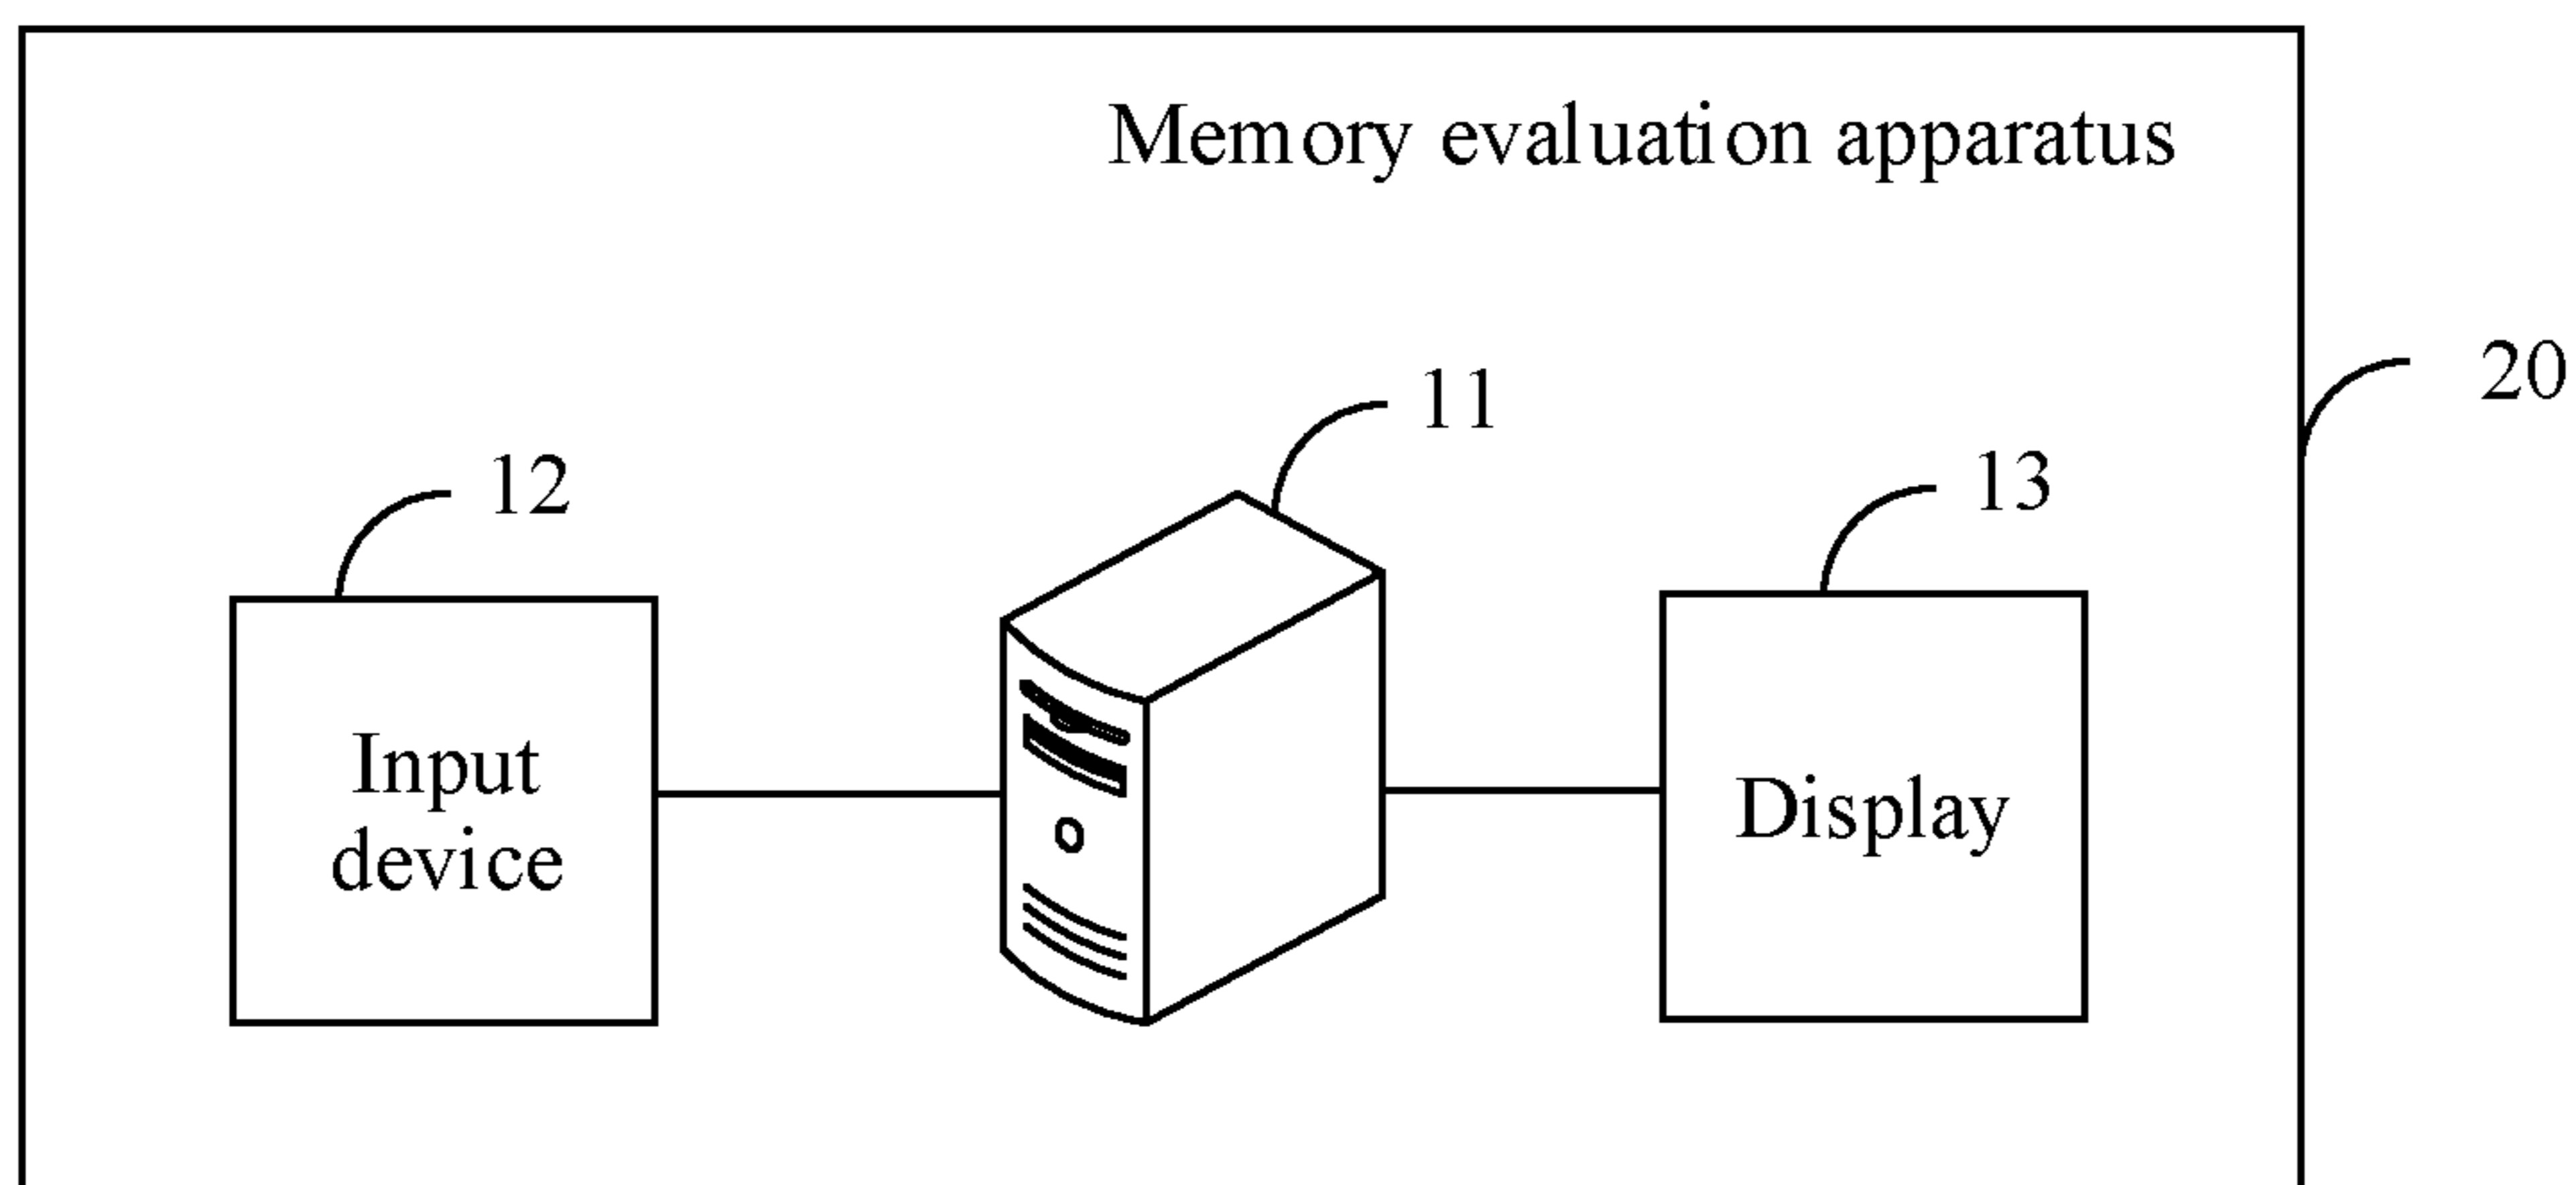 Memory evaluation apparatus
20
11
12
13
Input
device
Display